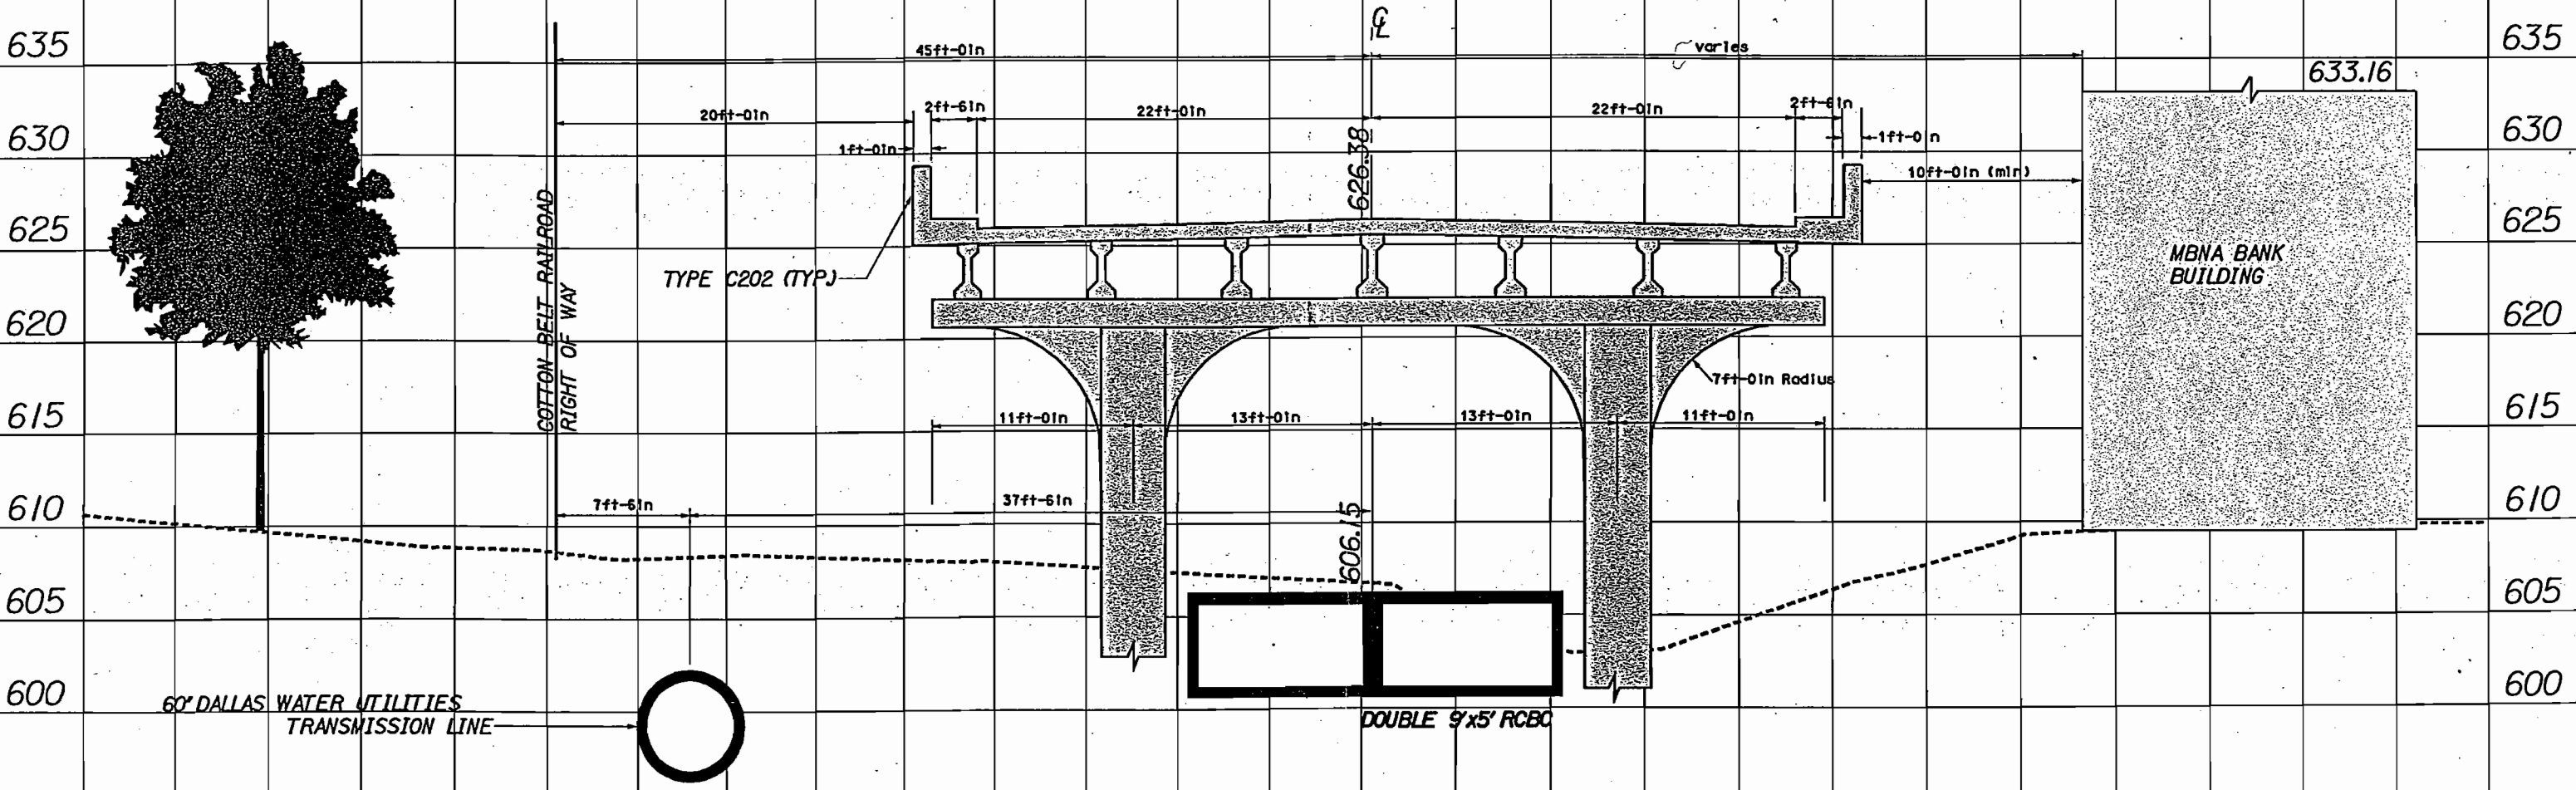 ℄
635
45ft-0in
varies
635
633.16
2ft-6in
22ft-0in
22ft-0in
2ft-6in
20ft-0in
630
1ft-0in
1ft-0in
630
10ft-0in (min)
626.38
COTTON BELT RAILROAD
RIGHT OF WAY
625
625
TYPE C202 (TYP.)
MBNA BANK
BUILDING
620
620
7ft-0in Radius
615
11ft-0in
13ft-0in
13ft-0in
11ft-0in
615
610
7ft-6in
37ft-6in
610
606.15
605
605
600
600
60" DALLAS WATER UTILITIES
TRANSMISSION LINE
DOUBLE 9'x5' RCBC